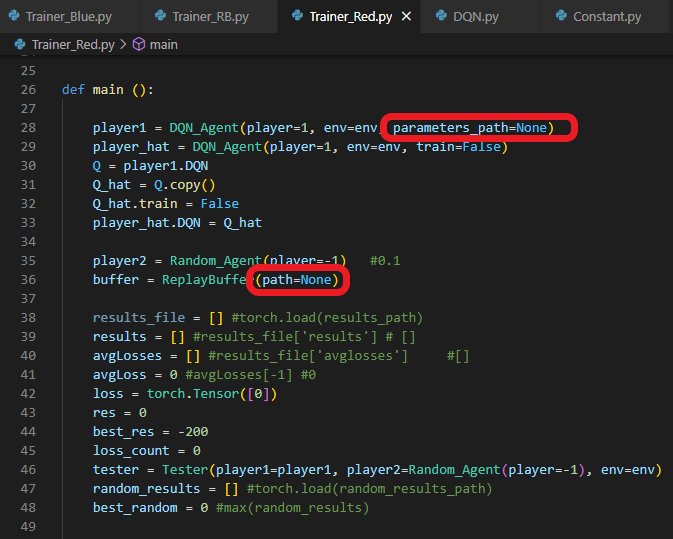 Trainer_Blue.py Trainer_RB.py Trainer_Red.py × DQN.py Constant.py
Trainer_Red.py > main
25
26 def main ():
27
28 player1 = DQN_Agent(player=1, env=env, parameters_path=None)
29 player_hat = DQN_Agent(player=1, env=env, train=False)
30 Q = player1.DQN
31 Q_hat = Q.copy()
32 Q_hat.train = False
33 player_hat.DQN = Q_hat
34
35 player2 = Random_Agent(player=-1) #0.1
36 buffer = ReplayBuffer(path=None)
37
38 results_file = [] #torch.load(results_path)
39 results = [] #results_file['results'] # []
40 avgLosses = [] #results_file['avglosses'] #[]
41 avgLoss = 0 #avgLosses[-1] #0
42 loss = torch.Tensor([0])
43 res = 0
44 best_res = -200
45 loss_count = 0
46 tester = Tester(player1=player1, player2=Random_Agent(player=-1), env=env)
47 random_results = [] #torch.load(random_results_path)
48 best_random = 0 #max(random_results)
49